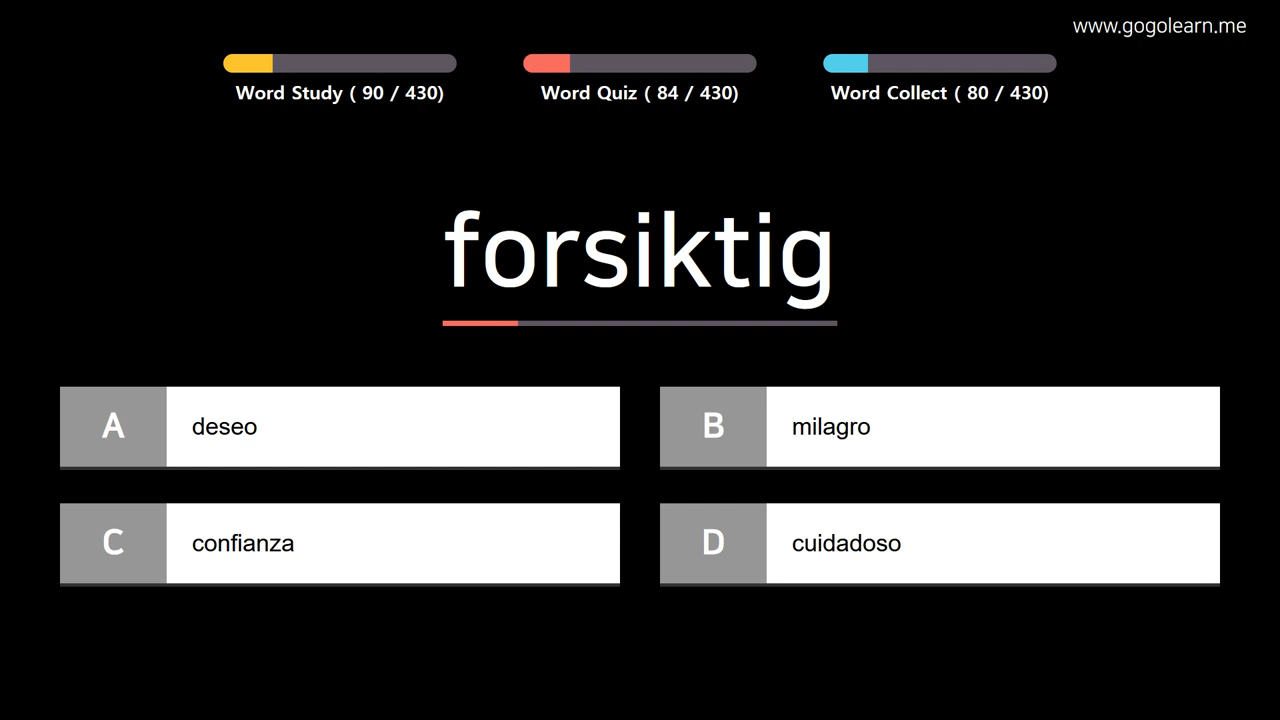 www.gogolearn.me
Word Study ( 90 / 430)
Word Quiz ( 84 / 430)
Word Collect ( 80 / 430)
forsiktig
A deseo
B milagro
C confianza
D cuidadoso